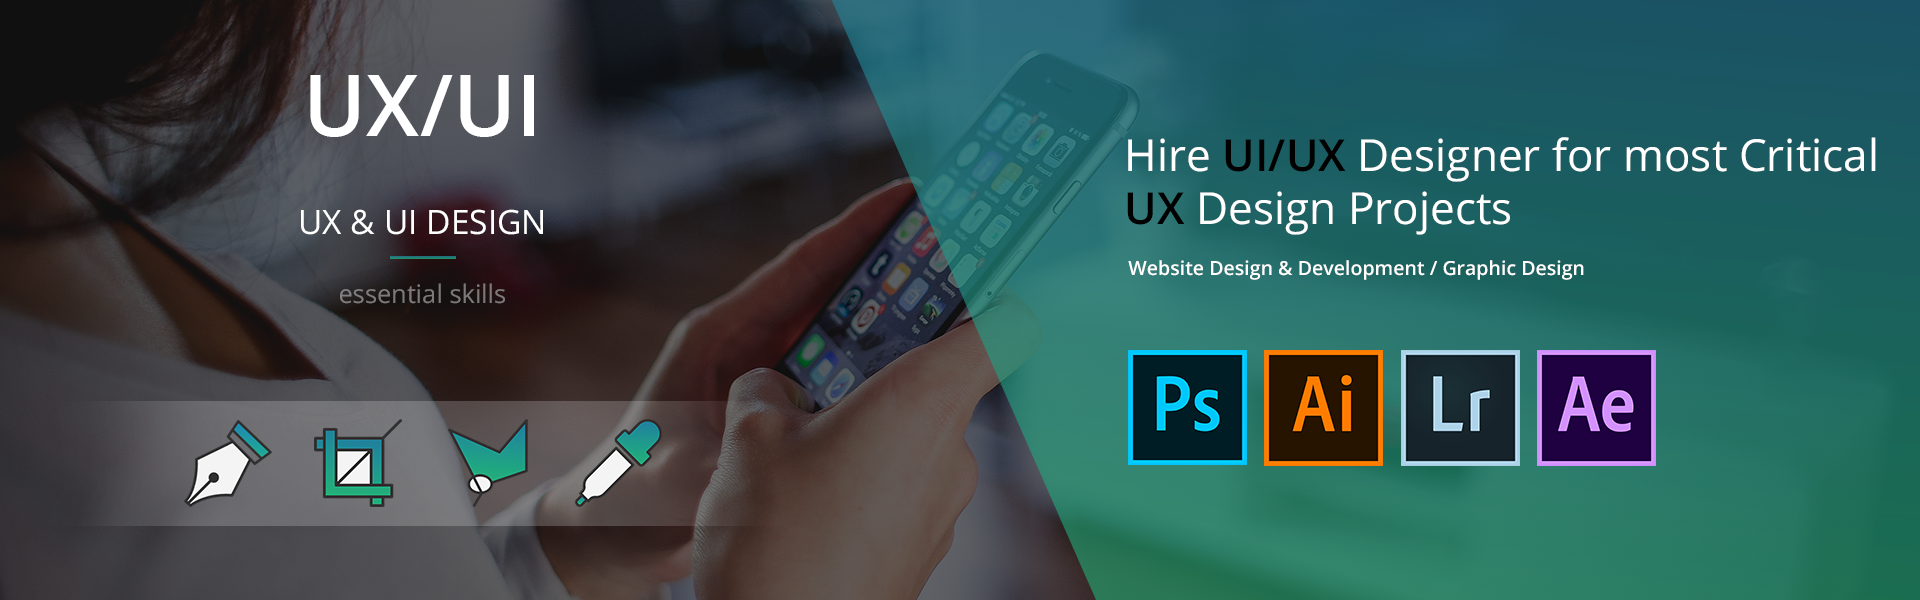 UX/UI
UX & UI DESIGN
essential skills
Hire UI/UX Designer for most Critical
UX Design Projects
Website Design & Development / Graphic Design
Ps Ai Lr Ae